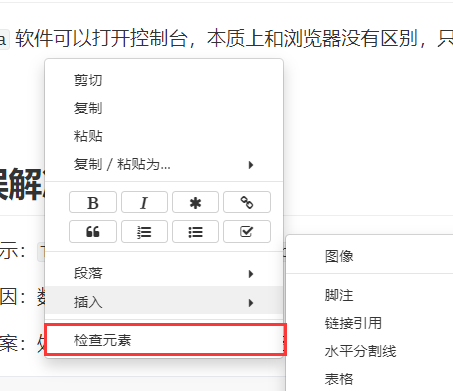 a 软件可以打开控制台，本质上和浏览器没有区别，只
剪切
复制
粘贴
复制 / 粘贴为...
误解
B I
示：
段落
图像
因：
插入
脚注
链接引用
案：
检查元素
水平分割线
表格